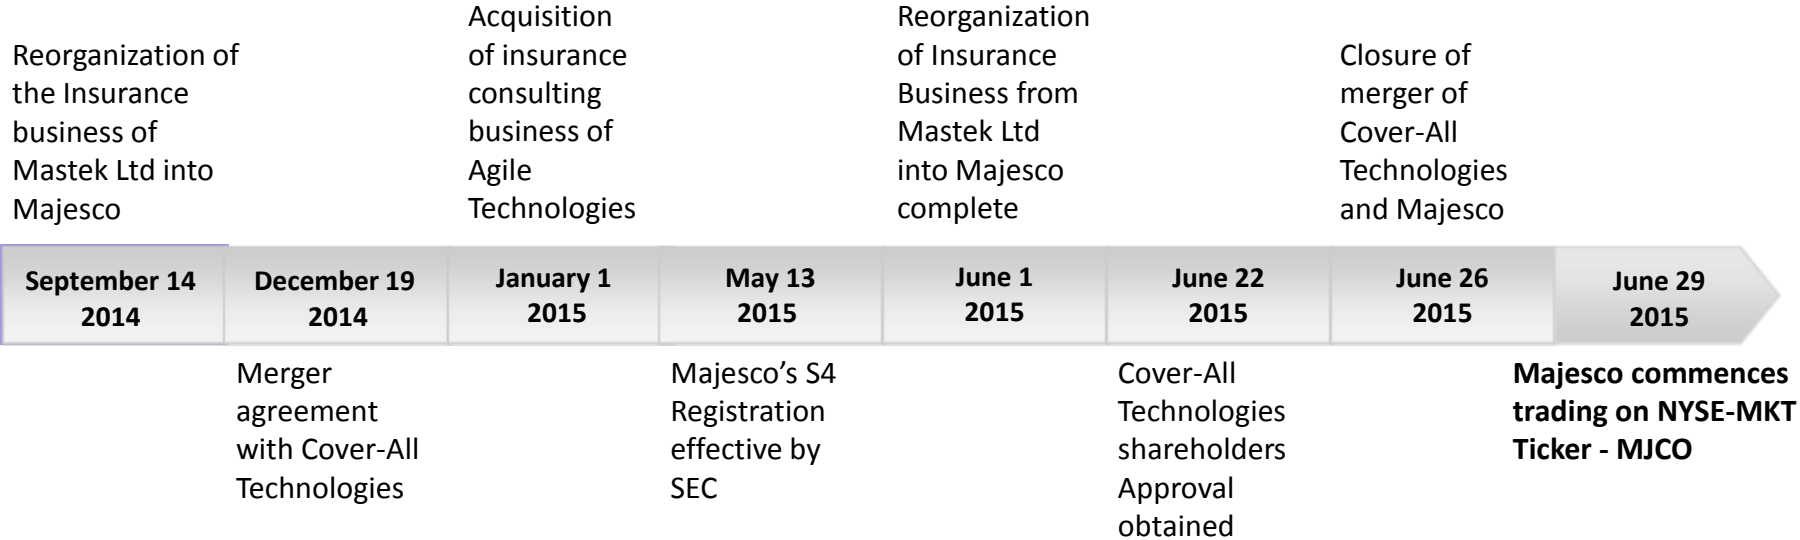 Reorganization of
the Insurance
business of
Mastek Ltd into
Majesco
Acquisition
of insurance
consulting
business of
Agile
Technologies
Reorganization
of Insurance
Business from
Mastek Ltd
into Majesco
complete
Closure of
merger of
Cover-All
Technologies
and Majesco
September 14
2014
December 19
2014
January 1
2015
May 13
2015
June 1
2015
June 22
2015
June 26
2015
June 29
2015
Merger
agreement
with Cover-All
Technologies
Majesco’s S4
Registration
effective by
SEC
Cover-All
Technologies
shareholders
Approval
obtained
Majesco commences
trading on NYSE-MKT
Ticker - MJCO